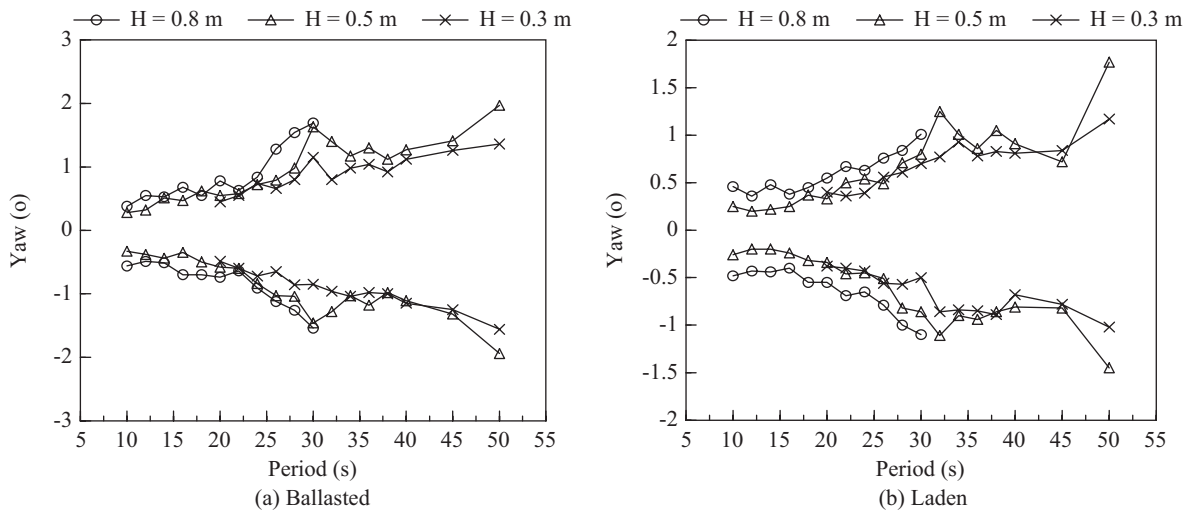 H = 0.8 m H = 0.5 m H = 0.3 m
3
2
1
0
-1
-2
-3
Yaw (o)
5 10 15 20 25 30 35 40 45 50 55
Period (s)
(a) Ballasted
H = 0.8 m H = 0.5 m H = 0.3 m
2
1.5
1
0.5
0
-0.5
-1
-1.5
-2
Yaw (o)
5 10 15 20 25 30 35 40 45 50 55
Period (s)
(b) Laden